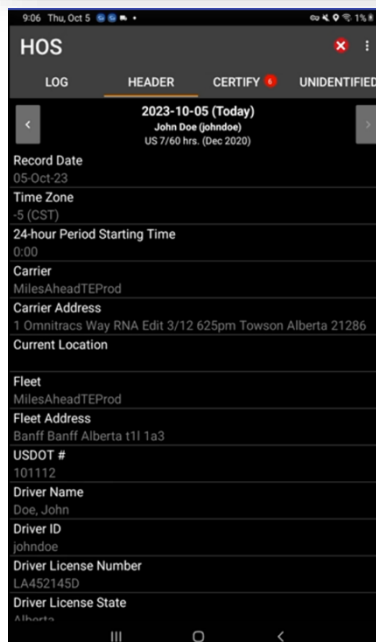 9:06 Thu, Oct 5
1%
HOS
LOG HEADER CERTIFY 6 UNIDENTIFIED
2023-10-05 (Today)
John Doe (johndoe)
US 7/60 hrs. (Dec 2020)
Record Date
05-Oct-23
Time Zone
-5 (CST)
24-hour Period Starting Time
0:00
Carrier
MilesAheadTEProd
Carrier Address
1 Omnitracs Way RNA Edit 3/12 625pm Towson Alberta 21286
Current Location
Fleet
MilesAheadTEProd
Fleet Address
Banff Banff Alberta t1l 1a3
USDOT #
101112
Driver Name
Doe, John
Driver ID
johndoe
Driver License Number
LA452145D
Driver License State
Alberta